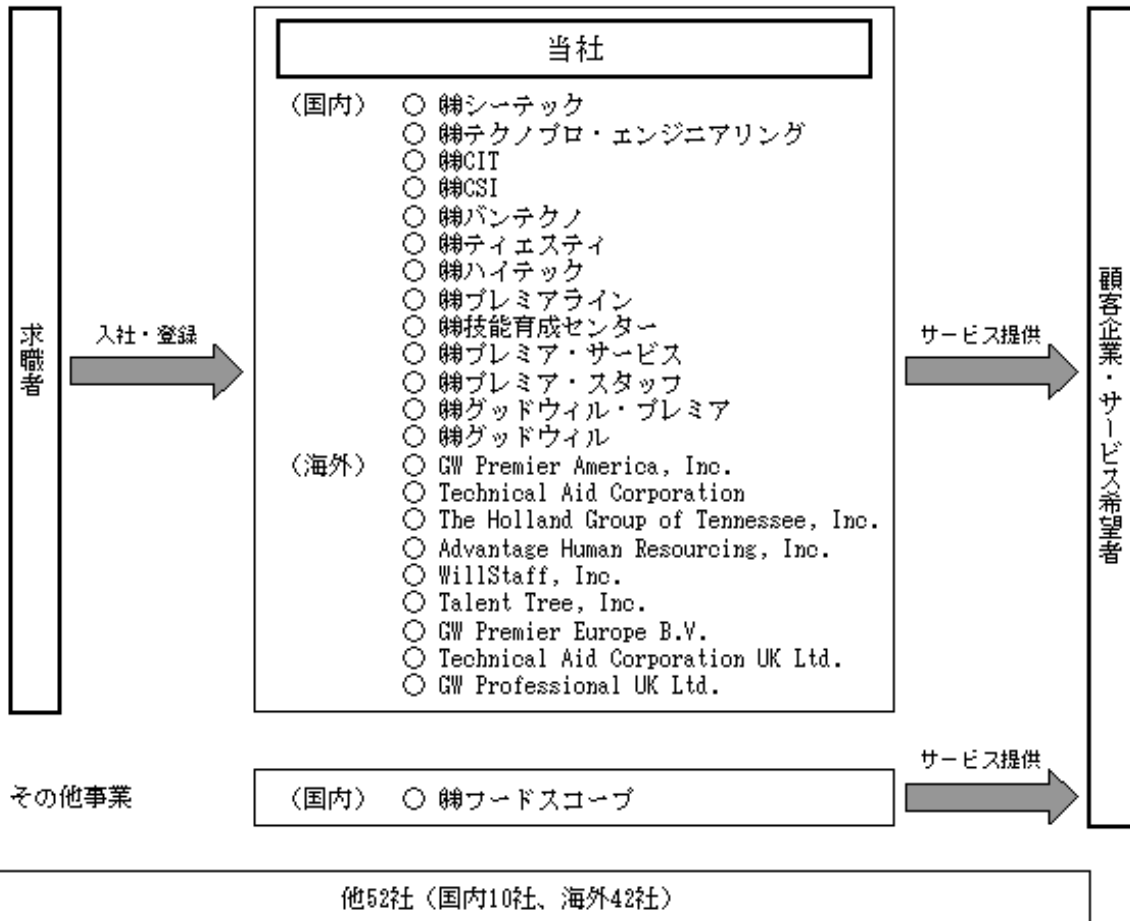 当社
（国内） ○ ㈱シーテック
○ ㈱テクノプロ・エンジニアリング
○ ㈱CIT
○ ㈱CSI
○ ㈱バンテクノ
○ ㈱ティエスティ
○ ㈱ハイテック
○ ㈱プレミアライン
○ ㈱技能育成センター
○ ㈱プレミア・サービス
○ ㈱プレミア・スタッフ
○ ㈱グッドウィル・プレミア
○ ㈱グッドウィル
（海外） ○ GW Premier America, Inc.
○ Technical Aid Corporation
○ The Holland Group of Tennessee, Inc.
○ Advantage Human Resourcing, Inc.
○ WillStaff, Inc.
○ Talent Tree, Inc.
○ GW Premier Europe B.V.
○ Technical Aid Corporation UK Ltd.
○ GW Professional UK Ltd.
求職者
入社・登録
サービス提供
顧客企業・サービス希望者
その他事業
（国内） ○ ㈱フードスコープ
サービス提供
他52社（国内10社、海外42社）